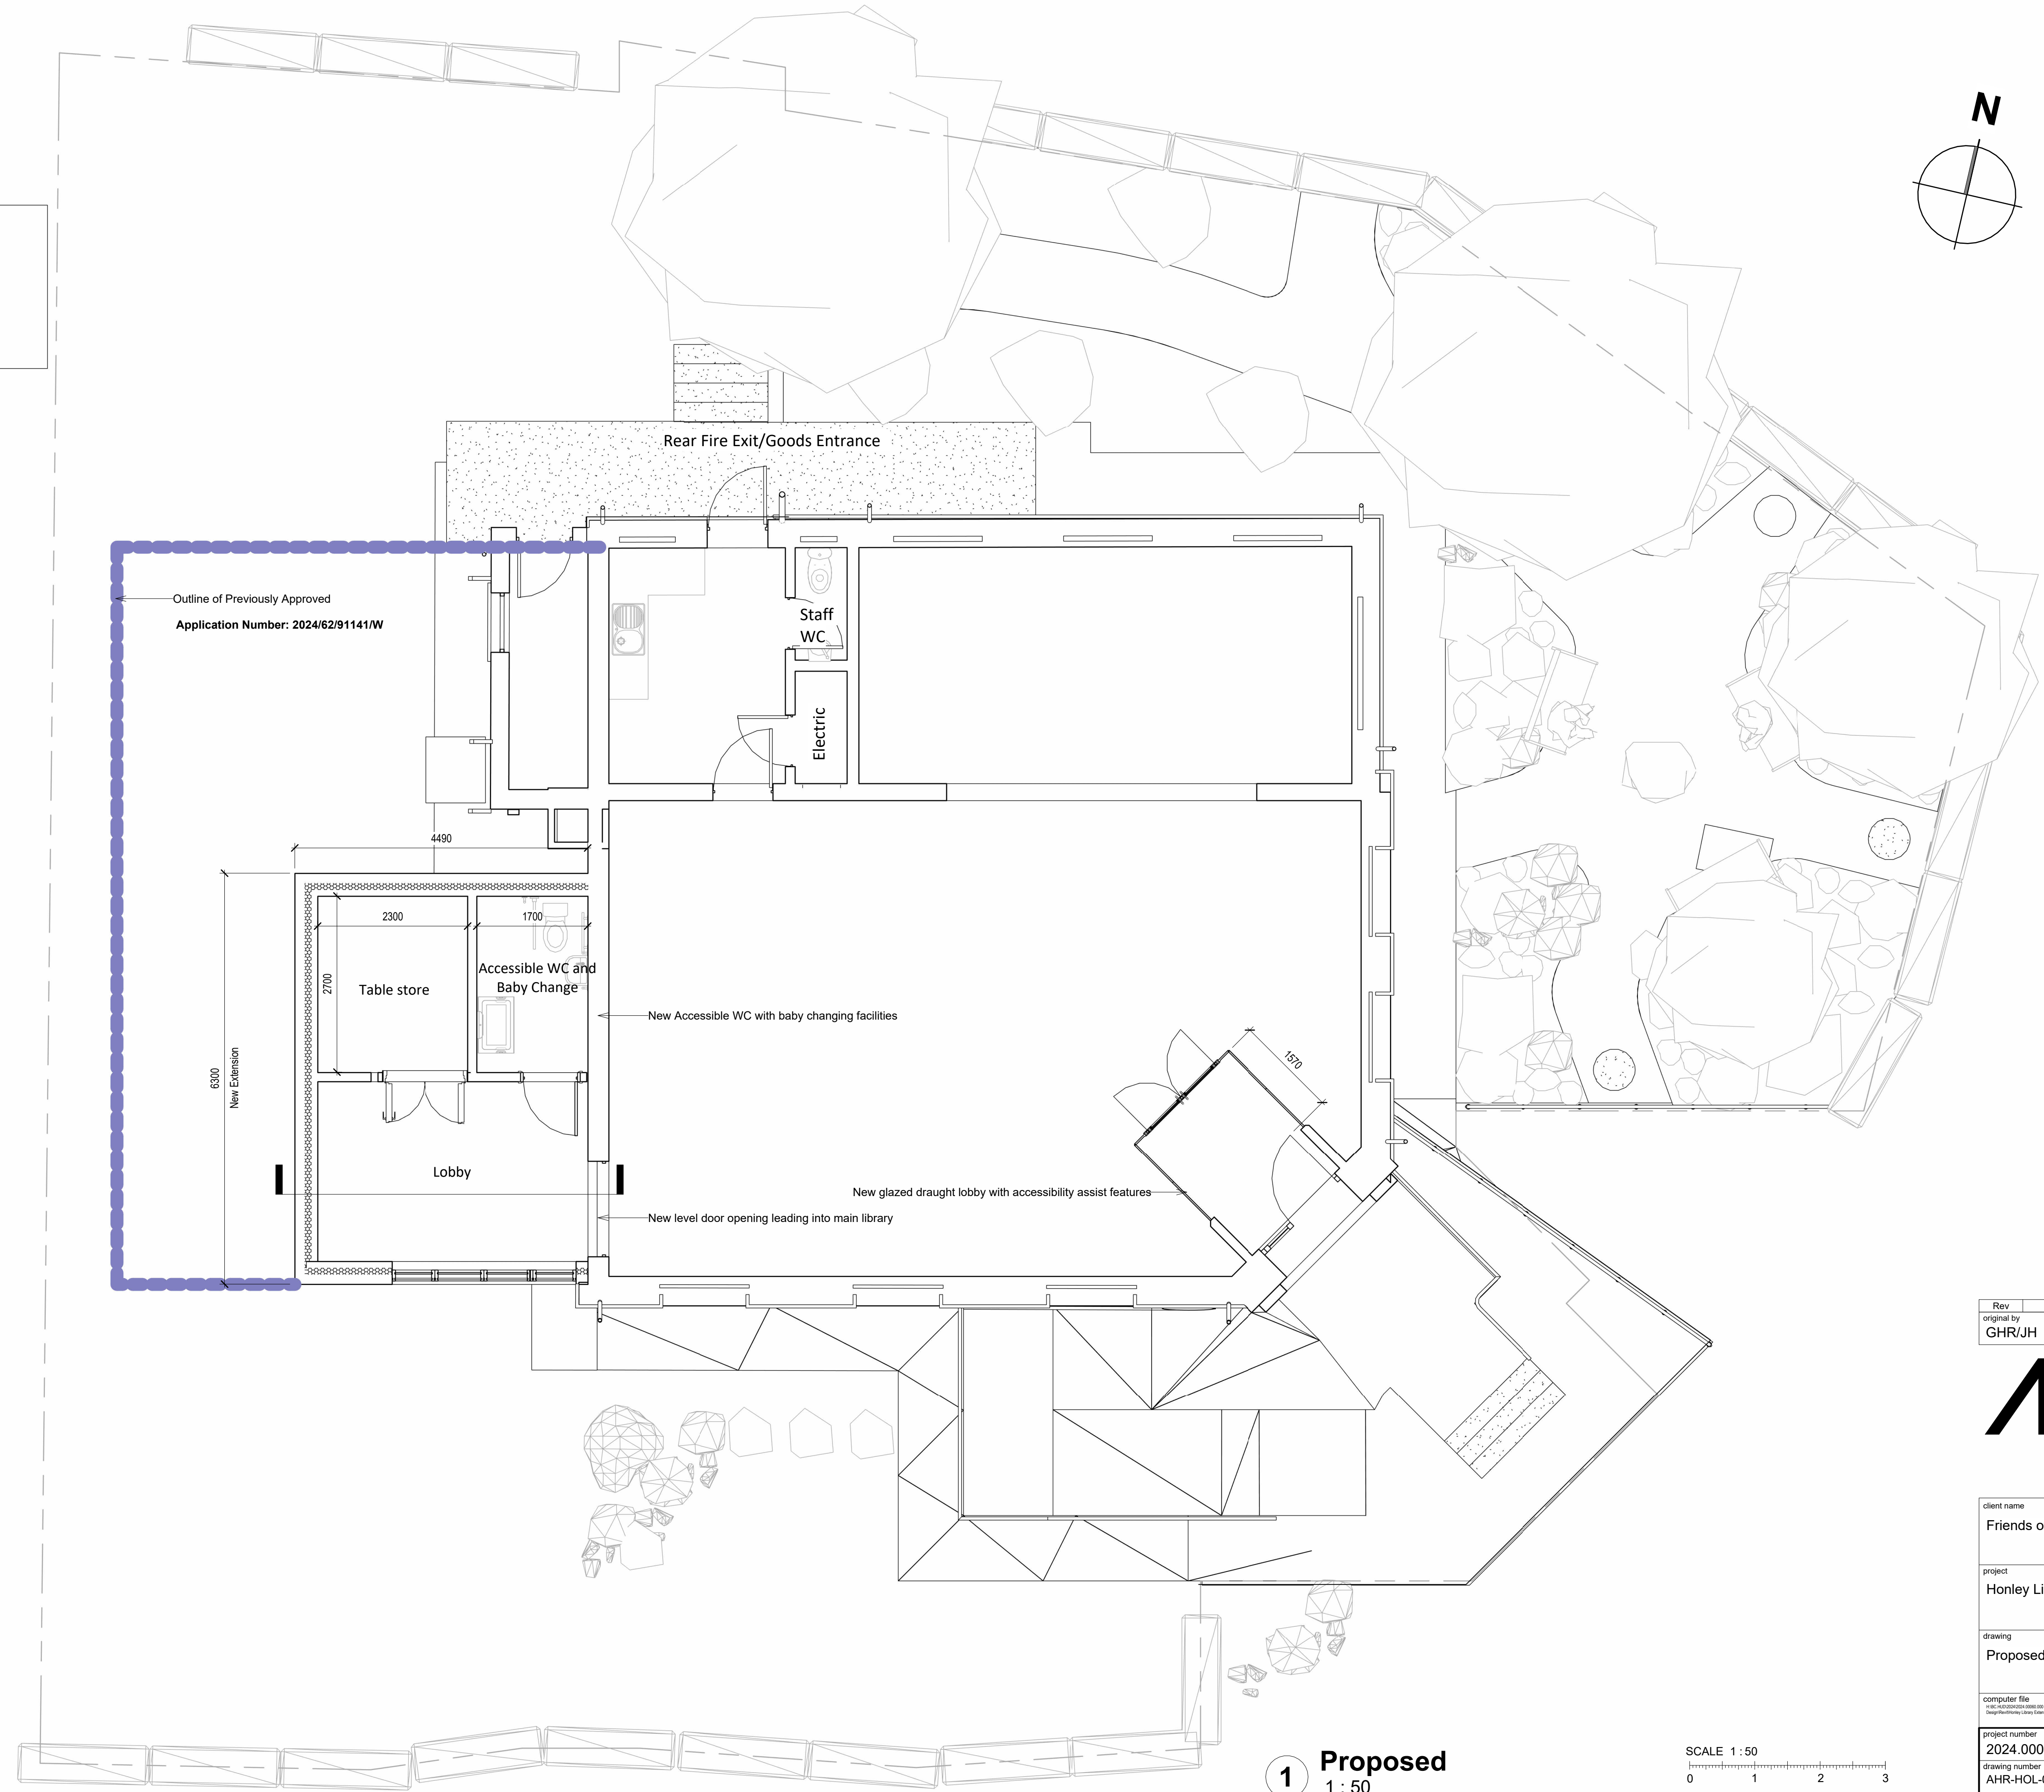 N
Rear Fire Exit/Goods Entrance
Outline of Previously Approved
Application Number: 2024/62/91141/W
Staff
WC
Electric
4490
2300
1700
2700
Table store
Accessible WC and
Baby Change
New Accessible WC with baby changing facilities
6300
New Extension
1570
Lobby
New glazed draught lobby with accessibility assist features
New level door opening leading into main library
Rev
original by
GHR/JH
client name
Friends o
project
Honley Li
drawing
Proposed
computer file
project number
2024.000
drawing number
1
Proposed
1 : 50
SCALE 1 : 50
0 1 2 3